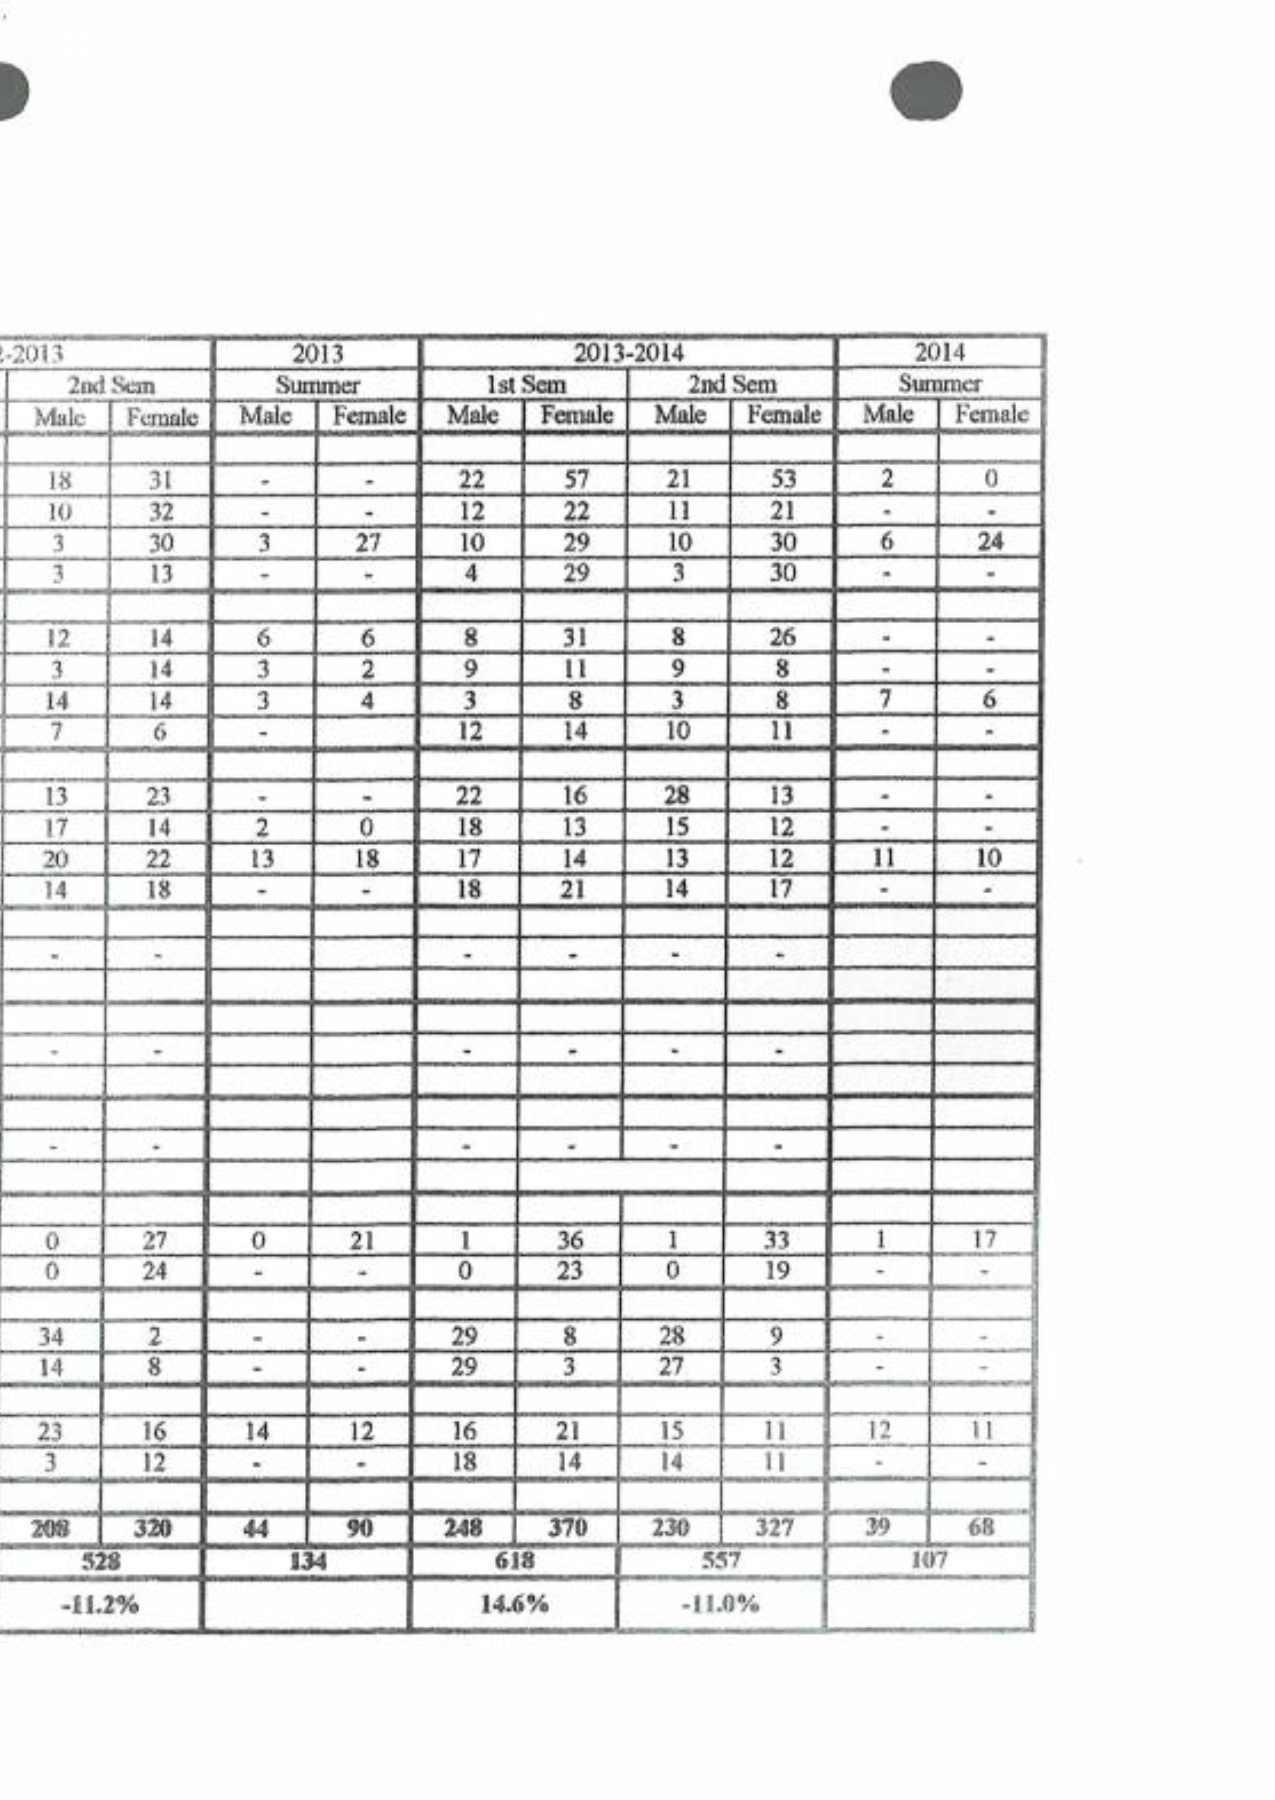 -2013 2013 2013-2014 2014
2nd Sem Summer 1st Sem 2nd Sem Summer
Male Female Male Female Male Female Male Female Male Female
18 31 - - 22 57 21 53 2 0
10 32 - - 12 22 11 21 - -
3 30 3 27 10 29 10 30 6 24
3 13 - - 4 29 3 30 - -
12 14 6 6 8 31 8 26 - -
3 14 3 2 9 11 9 8 - -
14 14 3 4 3 8 3 8 7 6
7 6 - 12 14 10 11 - -
13 23 - - 22 16 28 13 - -
17 14 2 0 18 13 15 12 - -
20 22 13 18 17 14 13 12 11 10
14 18 - - 18 21 14 17 - -
- - - - - -
- - - - - -
- - - - - -
0 27 0 21 1 36 1 33 1 17
0 24 - - 0 23 0 19 - -
34 2 - - 29 8 28 9 - -
14 8 - - 29 3 27 3 - -
23 16 14 12 16 21 15 11 12 11
3 12 - - 18 14 14 11 - -
208 320 44 90 248 370 230 327 39 68
528 134 618 557 107
-11.2% 14.6% -11.0%